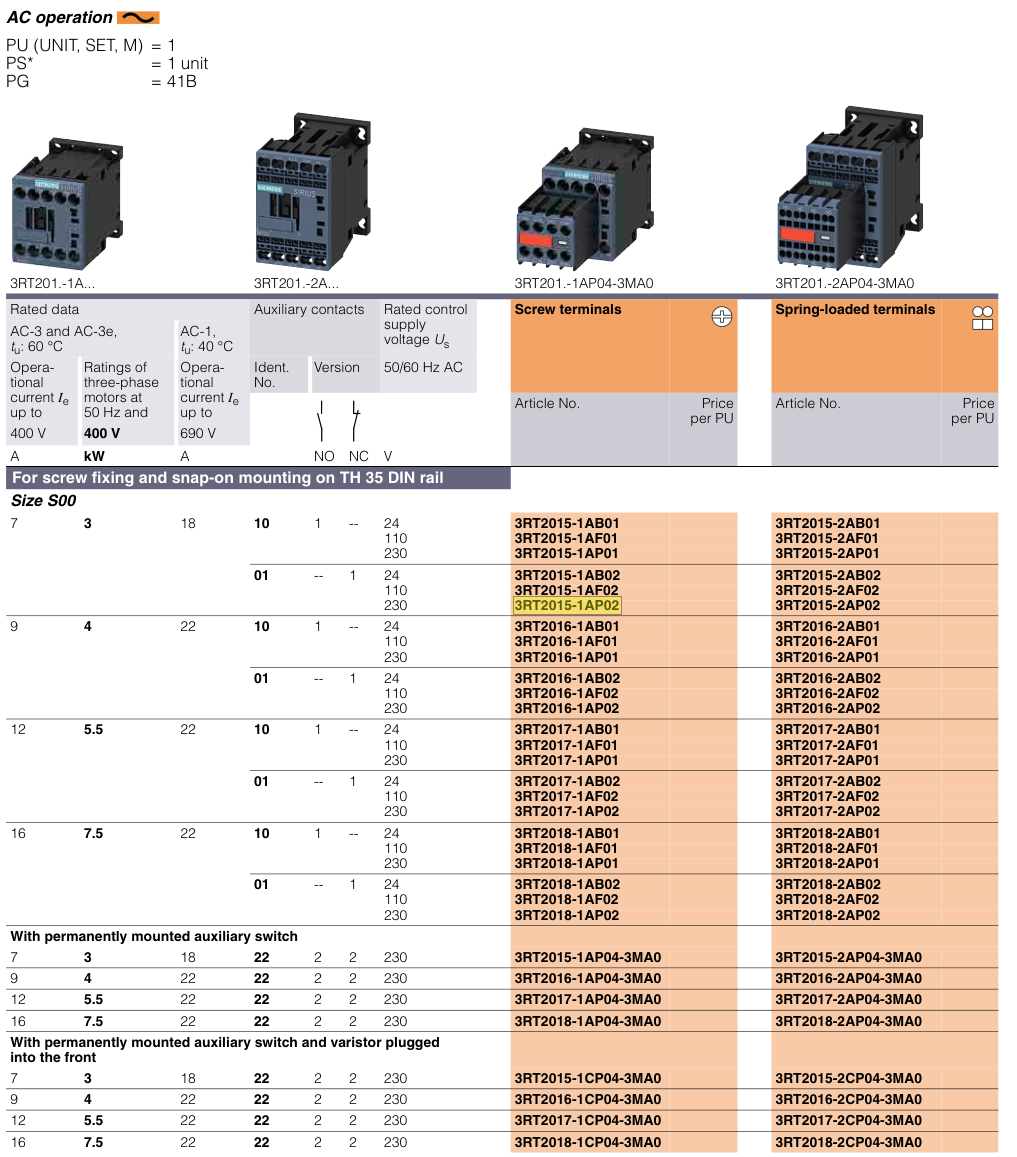 AC operation
PU (UNIT, SET, M) = 1
PS* = 1 unit
PG = 41B
SIEMENS SIRIUS
3RT201.-1A...
3RT201.-2A...
3RT201.-1AP04-3MA0
3RT201.-2AP04-3MA0
Rated data Auxiliary contacts Rated control supply voltage Us Screw terminals Spring-loaded terminals
AC-3 and AC-3e, tu: 60 °C AC-1, tu: 40 °C
Opera-tional current Ie up to Ratings of three-phase motors at 50 Hz and Opera-tional current Ie up to Ident. No. Version 50/60 Hz AC
Article No. Price per PU Article No. Price per PU
400 V 400 V 690 V
A kW A NO NC V
For screw fixing and snap-on mounting on TH 35 DIN rail
Size S00
7 3 18 10 1 -- 24 3RT2015-1AB01 3RT2015-2AB01
110 3RT2015-1AF01 3RT2015-2AF01
230 3RT2015-1AP01 3RT2015-2AP01
01 -- 1 24 3RT2015-1AB02 3RT2015-2AB02
110 3RT2015-1AF02 3RT2015-2AF02
230 3RT2015-1AP02 3RT2015-2AP02
9 4 22 10 1 -- 24 3RT2016-1AB01 3RT2016-2AB01
110 3RT2016-1AF01 3RT2016-2AF01
230 3RT2016-1AP01 3RT2016-2AP01
01 -- 1 24 3RT2016-1AB02 3RT2016-2AB02
110 3RT2016-1AF02 3RT2016-2AF02
230 3RT2016-1AP02 3RT2016-2AP02
12 5.5 22 10 1 -- 24 3RT2017-1AB01 3RT2017-2AB01
110 3RT2017-1AF01 3RT2017-2AF01
230 3RT2017-1AP01 3RT2017-2AP01
01 -- 1 24 3RT2017-1AB02 3RT2017-2AB02
110 3RT2017-1AF02 3RT2017-2AF02
230 3RT2017-1AP02 3RT2017-2AP02
16 7.5 22 10 1 -- 24 3RT2018-1AB01 3RT2018-2AB01
110 3RT2018-1AF01 3RT2018-2AF01
230 3RT2018-1AP01 3RT2018-2AP01
01 -- 1 24 3RT2018-1AB02 3RT2018-2AB02
110 3RT2018-1AF02 3RT2018-2AF02
230 3RT2018-1AP02 3RT2018-2AP02
With permanently mounted auxiliary switch
7 3 18 22 2 2 230 3RT2015-1AP04-3MA0 3RT2015-2AP04-3MA0
9 4 22 22 2 2 230 3RT2016-1AP04-3MA0 3RT2016-2AP04-3MA0
12 5.5 22 22 2 2 230 3RT2017-1AP04-3MA0 3RT2017-2AP04-3MA0
16 7.5 22 22 2 2 230 3RT2018-1AP04-3MA0 3RT2018-2AP04-3MA0
With permanently mounted auxiliary switch and varistor plugged
into the front
7 3 18 22 2 2 230 3RT2015-1CP04-3MA0 3RT2015-2CP04-3MA0
9 4 22 22 2 2 230 3RT2016-1CP04-3MA0 3RT2016-2CP04-3MA0
12 5.5 22 22 2 2 230 3RT2017-1CP04-3MA0 3RT2017-2CP04-3MA0
16 7.5 22 22 2 2 230 3RT2018-1CP04-3MA0 3RT2018-2CP04-3MA0